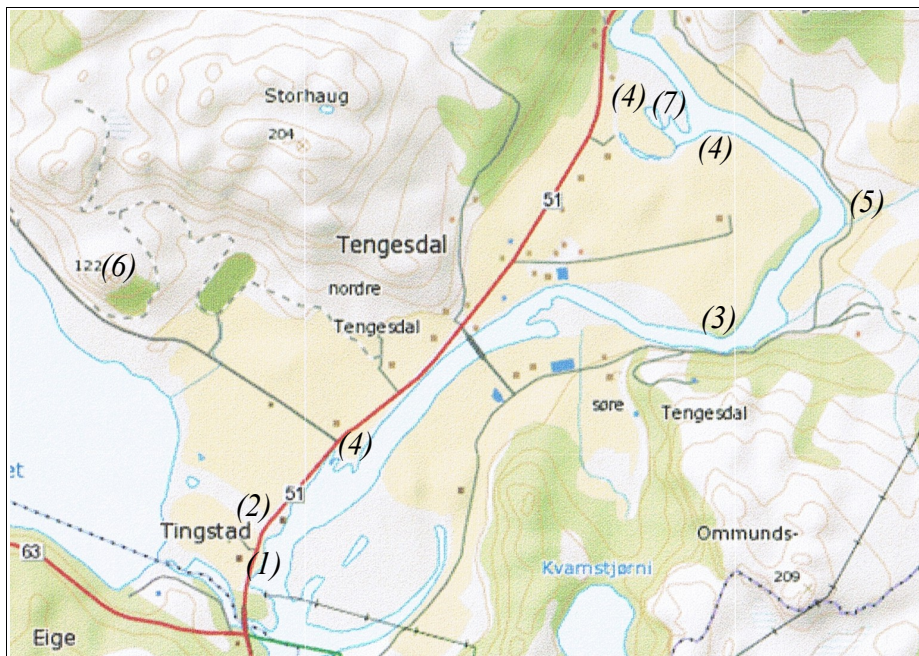 Storhaug
(4)
(7)
204
(4)
51
(5)
Tengesdal
122
(6)
nordre
Tengesdal
(3)
søre
Tengesdal
(4)
et
51
(2)
Tingstad
Ommunds-
63
(1)
Kvamstjørni
209
Eige